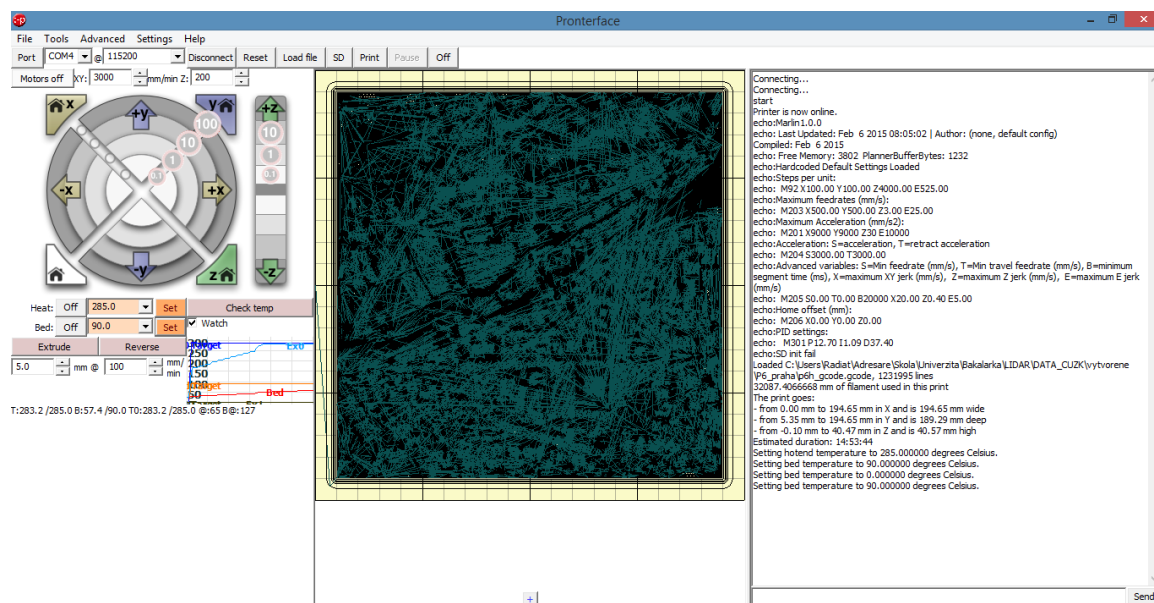 Pronterface
File Tools Advanced Settings Help
Port COM4 @ 115200 Disconnect Reset Load file SD Print Pause Off
Motors off XY: 3000 mm/min Z: 200
x y +y +z
100
10
1
0.1
10
1
0.1
-x +x
-y z -z
Heat: Off 285.0 Set Check temp
Bed: Off 90.0 Set Watch
Extrude Reverse
5.0 mm @ 100 mm/
min
300
250
200
150
100
50
Target Ex0
Target
Bed
T:283.2 /285.0 B:57.4 /90.0 T0:283.2 /285.0 @:65 B@:127
+
Connecting...
Connecting...
start
Printer is now online.
echo:Marlin1.0.0
echo: Last Updated: Feb 6 2015 08:05:02 | Author: (none, default config)
Compiled: Feb 6 2015
echo: Free Memory: 3802 PlannerBufferBytes: 1232
echo:Hardcoded Default Settings Loaded
echo:Steps per unit:
echo: M92 X100.00 Y100.00 Z4000.00 E525.00
echo:Maximum feedrates (mm/s):
echo: M203 X500.00 Y500.00 Z3.00 E25.00
echo:Maximum Acceleration (mm/s2):
echo: M201 X9000 Y9000 Z30 E10000
echo:Acceleration: S=acceleration, T=retract acceleration
echo: M204 S3000.00 T3000.00
echo:Advanced variables: S=Min feedrate (mm/s), T=Min travel feedrate (mm/s), B=minimum
segment time (ms), X=maximum XY jerk (mm/s), Z=maximum Z jerk (mm/s), E=maximum E jerk
(mm/s)
echo: M205 S0.00 T0.00 B20000 X20.00 Z0.40 E5.00
echo:Home offset (mm):
echo: M206 X0.00 Y0.00 Z0.00
echo:PID settings:
echo: M301 P12.70 I1.09 D37.40
echo:SD init fail
Loaded C:\Users\Radiat\Adresare\Skola\Univerzita\Bakalarka\LIDAR\DATA_CUZK\vytvorene
\P6_praha\p6h_gcode.gcode, 1231995 lines
32087.4066668 mm of filament used in this print
The print goes:
- from 0.00 mm to 194.65 mm in X and is 194.65 mm wide
- from 5.35 mm to 194.65 mm in Y and is 189.29 mm deep
- from -0.10 mm to 40.47 mm in Z and is 40.57 mm high
Estimated duration: 14:53:44
Setting hotend temperature to 285.000000 degrees Celsius.
Setting bed temperature to 90.000000 degrees Celsius.
Setting bed temperature to 0.000000 degrees Celsius.
Setting bed temperature to 90.000000 degrees Celsius.
Send